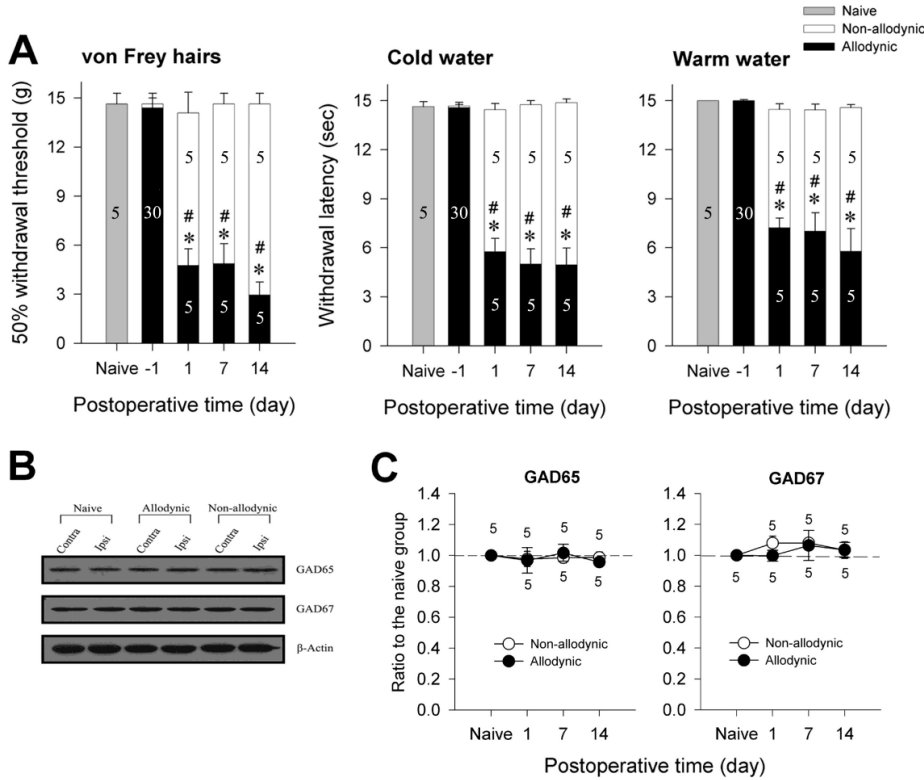 Naive
Non-allodynic
Allodynic
A
von Frey hairs
Cold water
Warm water
50% withdrawal threshold (g)
15
12
9
6
3
0
5
30
5
5
5
# *
# *
# *
5
5
5
Naive -1 1 7 14
Postoperative time (day)
Withdrawal latency (sec)
15
12
9
6
3
0
5
30
5
5
5
# *
# *
# *
5
5
5
Naive -1 1 7 14
Postoperative time (day)
15
12
9
6
3
0
5
30
5
5
5
# *
# *
# *
5
5
5
Naive -1 1 7 14
Postoperative time (day)
B
Naive Allodynic Non-allodynic
Contra Ipsi Contra Ipsi Contra Ipsi
GAD65
GAD67
β-Actin
C
GAD65
Ratio to the naive group
1.4
1.2
1.0
0.8
0.6
0.4
0.2
0.0
5 5 5
5 5 5
Non-allodynic
Allodynic
Naive 1 7 14
GAD67
1.4
1.2
1.0
0.8
0.6
0.4
0.2
0.0
5 5 5
5 5 5 5
Non-allodynic
Allodynic
Naive 1 7 14
Postoperative time (day)